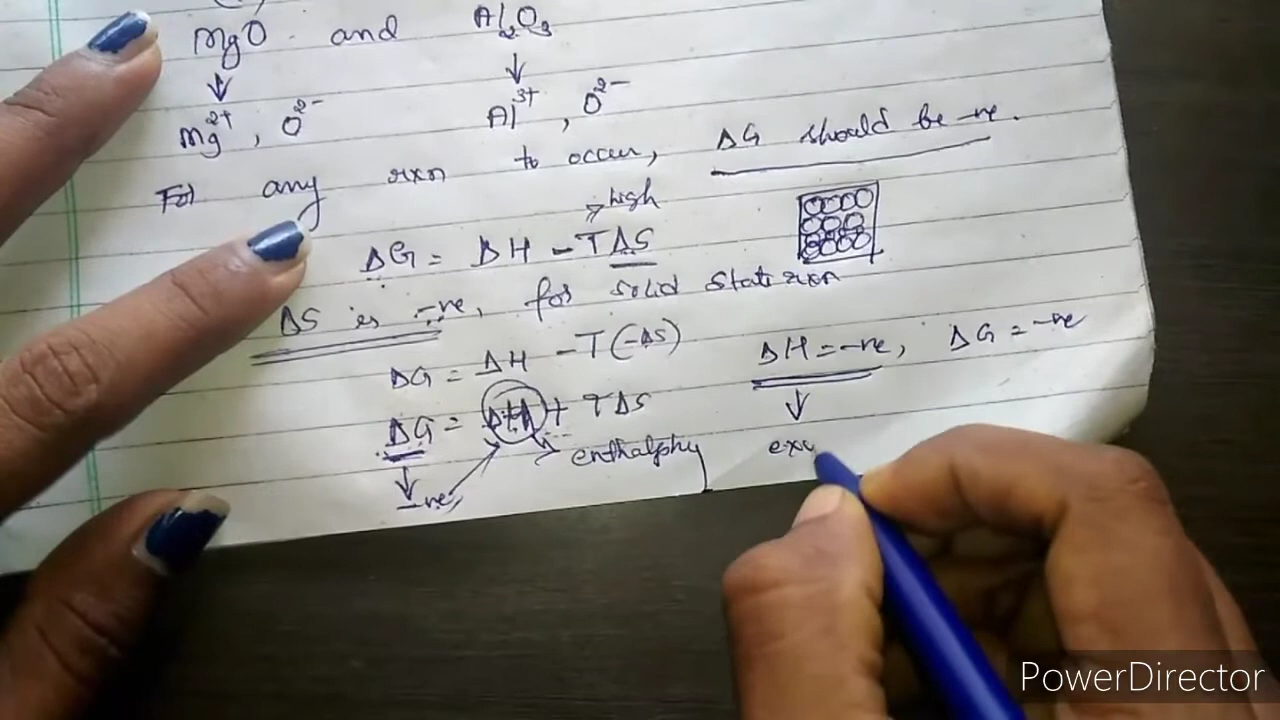 MgO and Al2O3
↓ ↓
Mg2+, O2- Al3+, O2-
For any rxn to occur, ΔG should be -ve.
→ high
ΔG = ΔH - TΔS
ΔS is -ve, for solid state rxn
ΔG = ΔH - T(-ΔS) ΔH = -ve, ΔG = -ve
ΔG = ΔH + TΔS ↓
→ enthalphy exo
↓ -ve
PowerDirector